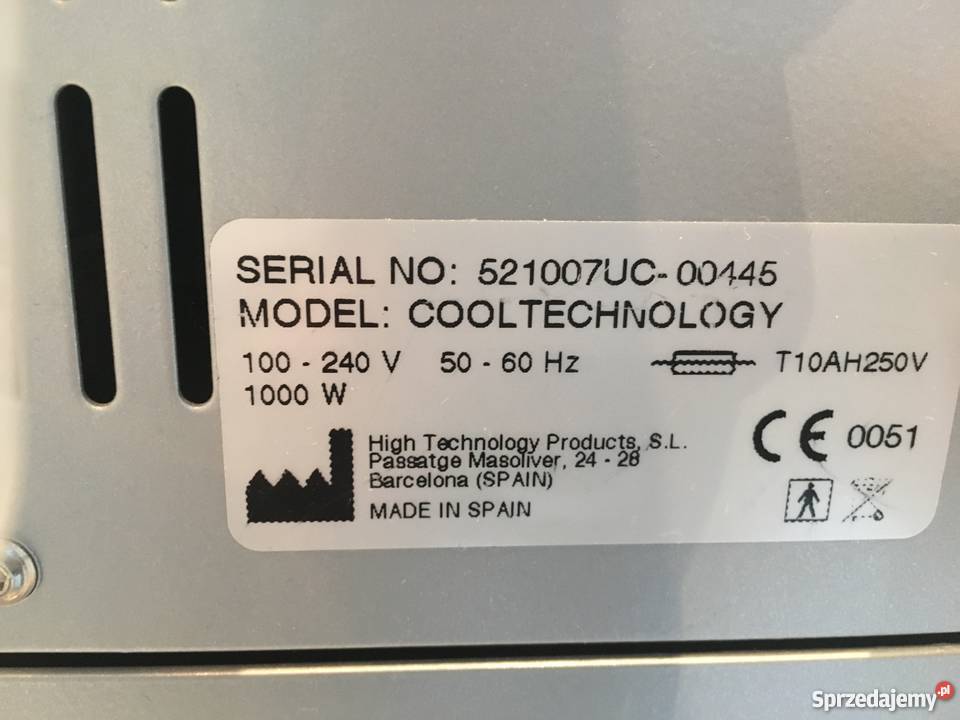 SERIAL NO: 521007UC-00445
MODEL: COOLTECHNOLOGY
100 - 240 V 50 - 60 Hz T10AH250V
1000 W
High Technology Products, S.L.
Passatge Masoliver, 24 - 28
Barcelona (SPAIN)
MADE IN SPAIN
CE 0051
Sprzedajemy.pl